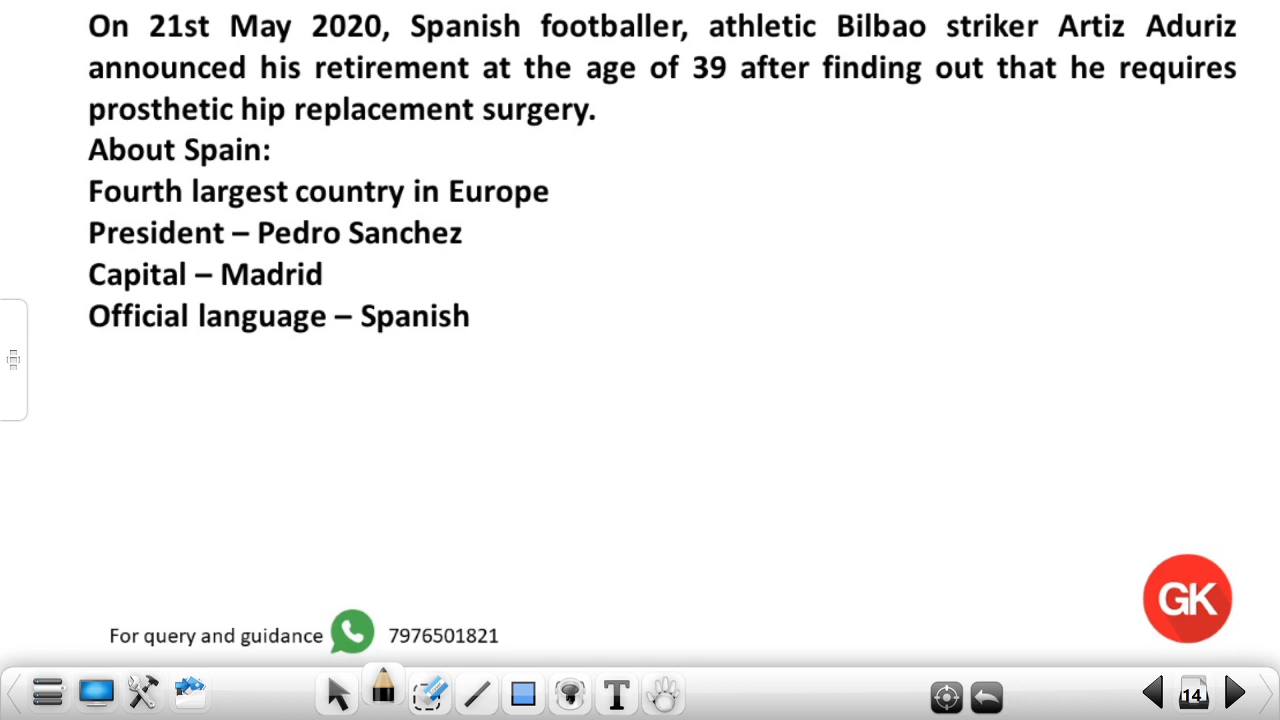 On 21st May 2020, Spanish footballer, athletic Bilbao striker Artiz Aduriz
announced his retirement at the age of 39 after finding out that he requires
prosthetic hip replacement surgery.
About Spain:
Fourth largest country in Europe
President – Pedro Sanchez
Capital – Madrid
Official language – Spanish
GK
For query and guidance 7976501821
T
14